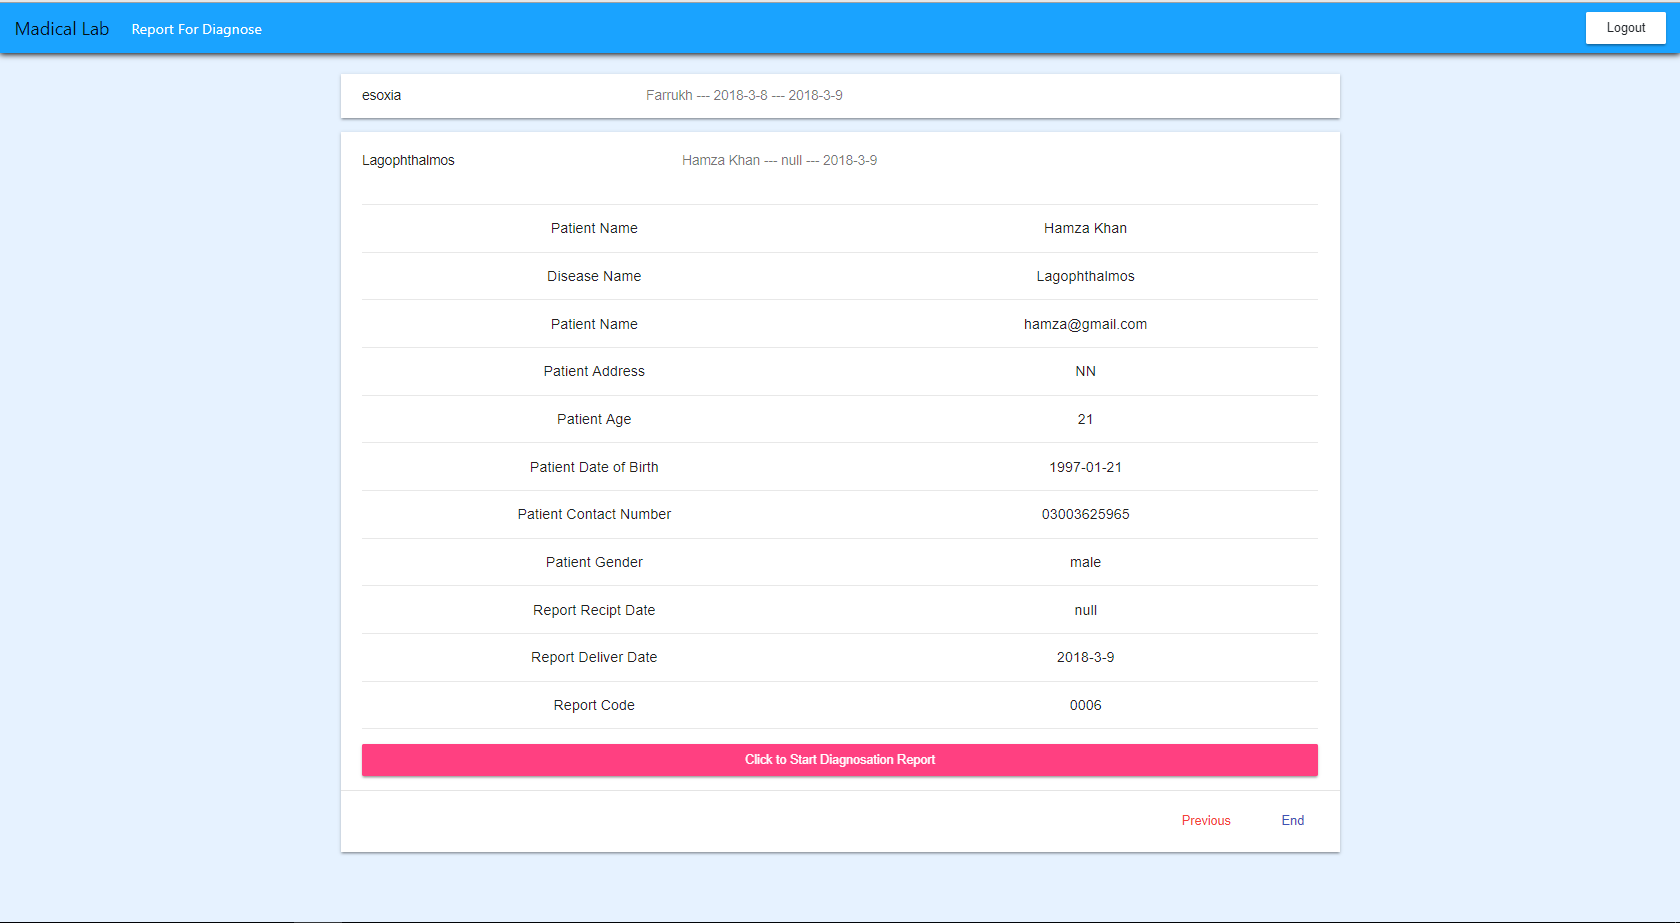 Madical Lab Report For Diagnose Logout
esoxia Farrukh --- 2018-3-8 --- 2018-3-9
Lagophthalmos Hamza Khan --- null --- 2018-3-9
Patient Name Hamza Khan
Disease Name Lagophthalmos
Patient Name hamza@gmail.com
Patient Address NN
Patient Age 21
Patient Date of Birth 1997-01-21
Patient Contact Number 03003625965
Patient Gender male
Report Recipt Date null
Report Deliver Date 2018-3-9
Report Code 0006
Click to Start Diagnosation Report
Previous End